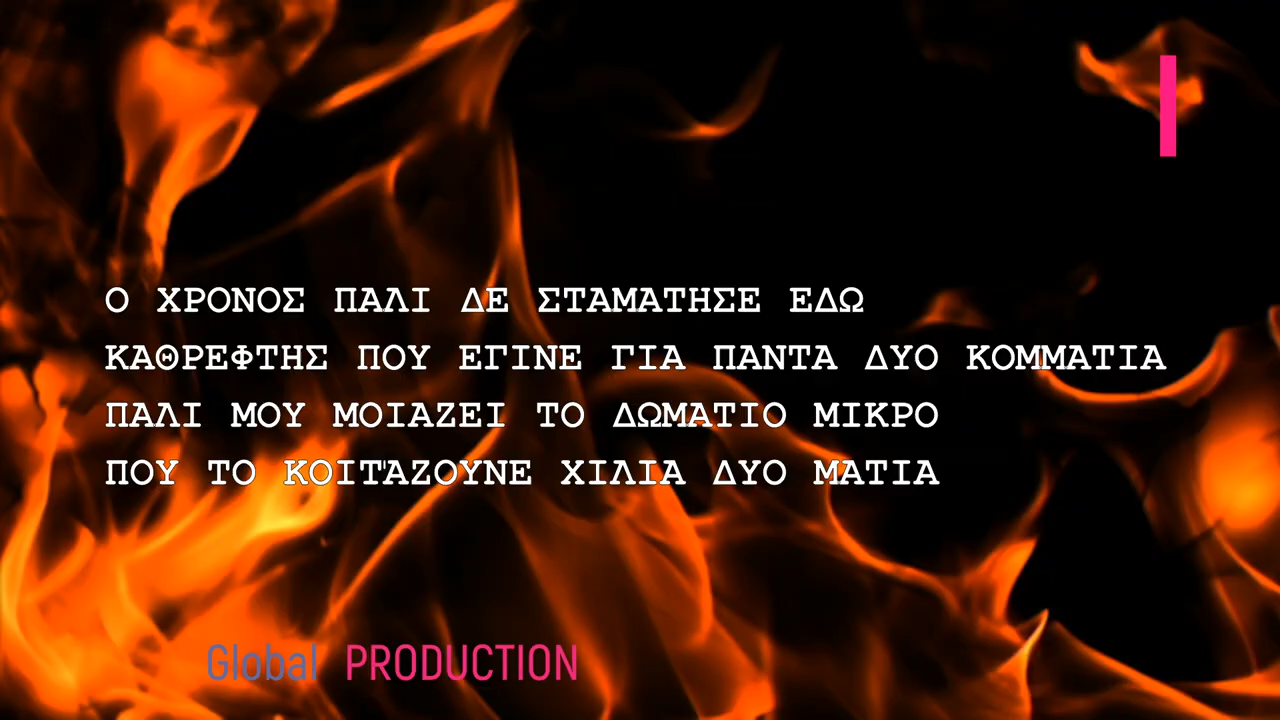 Ο ΧΡΟΝΟΣ ΠΑΛΙ ΔΕ ΣΤΑΜΑΤΗΣΕ ΕΔΩ
ΚΑΘΡΕΦΤΗΣ ΠΟΥ ΕΓΙΝΕ ΓΙΑ ΠΑΝΤΑ ΔΥΟ ΚΟΜΜΑΤΙΑ
ΠΑΛΙ ΜΟΥ ΜΟΙΑΖΕΙ ΤΟ ΔΩΜΑΤΙΟ ΜΙΚΡΟ
ΠΟΥ ΤΟ ΚΟΙΤΆΖΟΥΝΕ ΧΙΛΙΑ ΔΥΟ ΜΑΤΙΑ
Global PRODUCTION